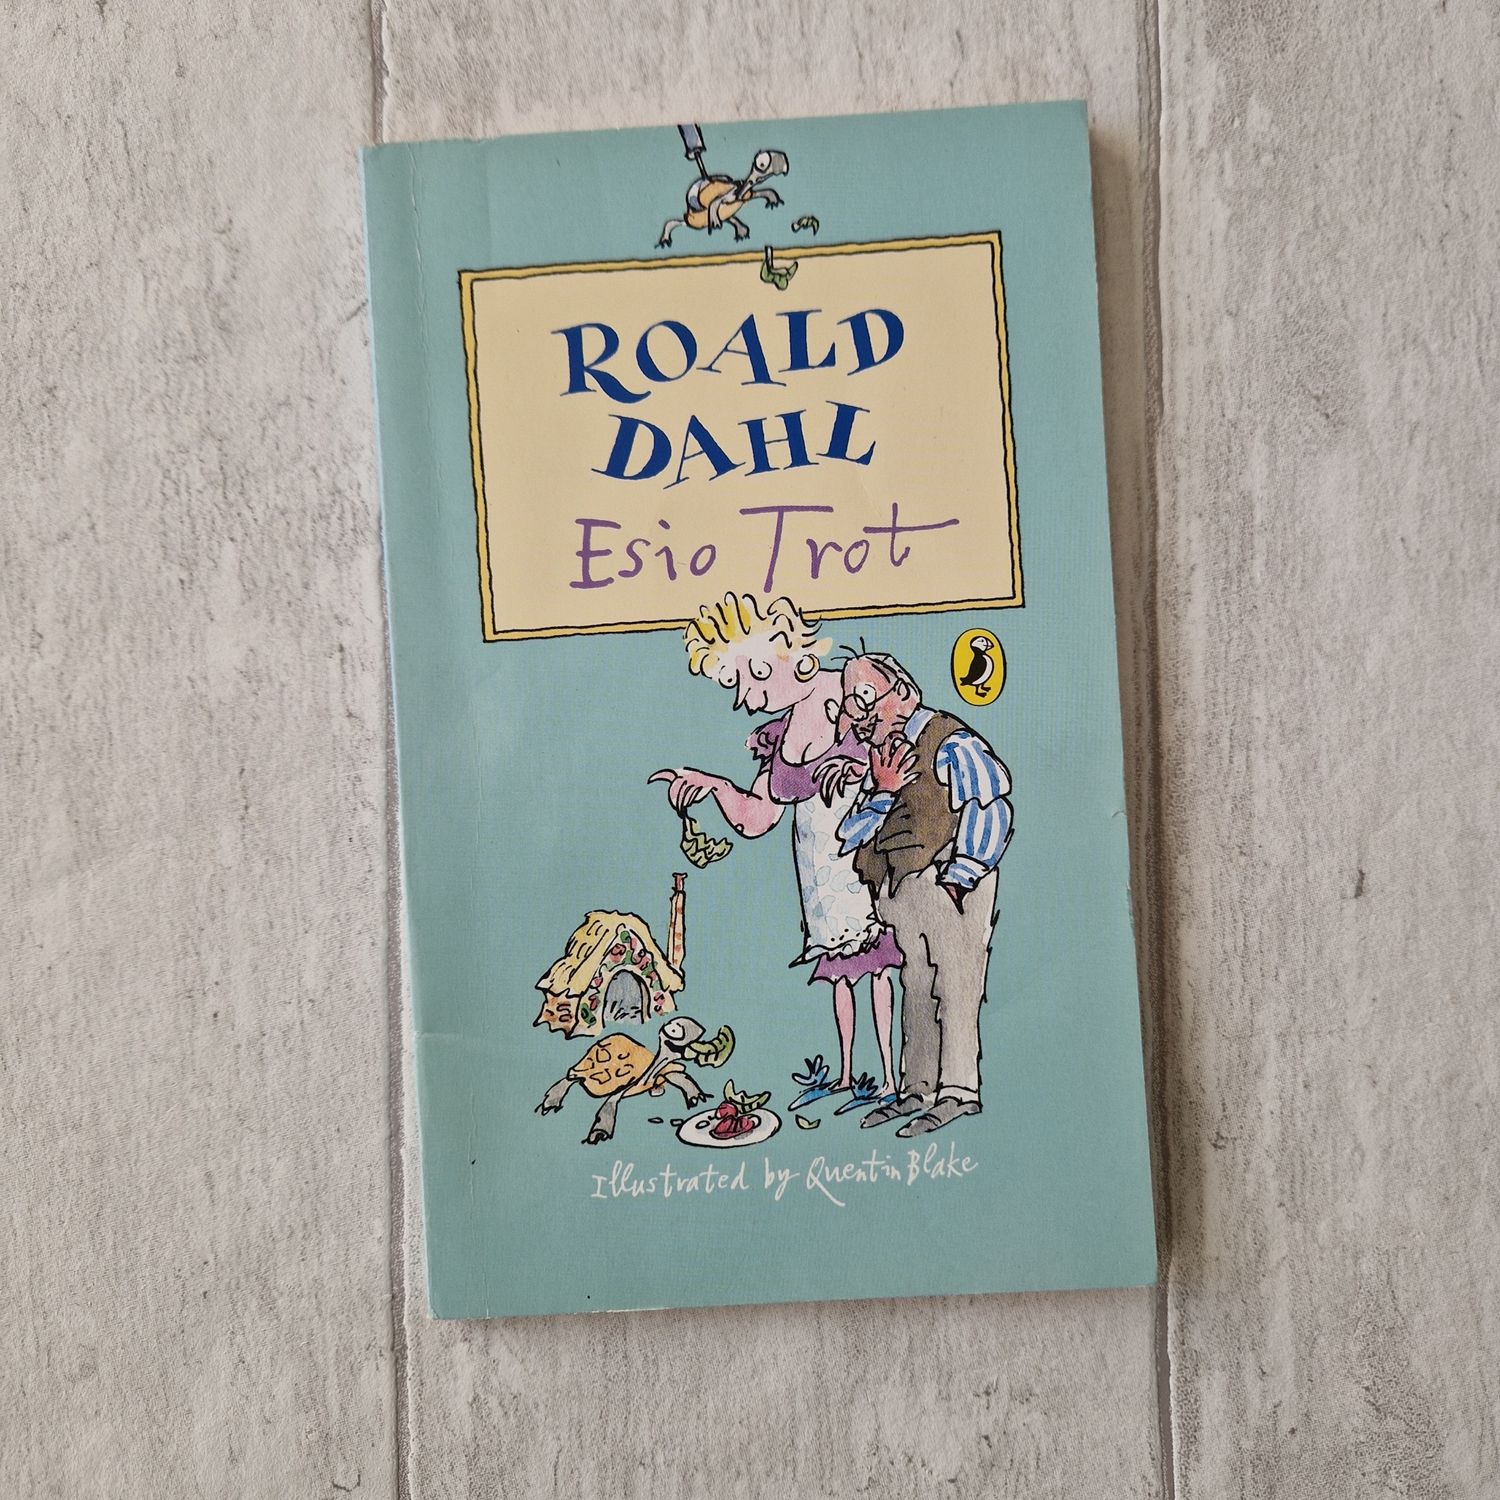 ROALD
DAHL
Esio Trot
Illustrated by Quentin Blake